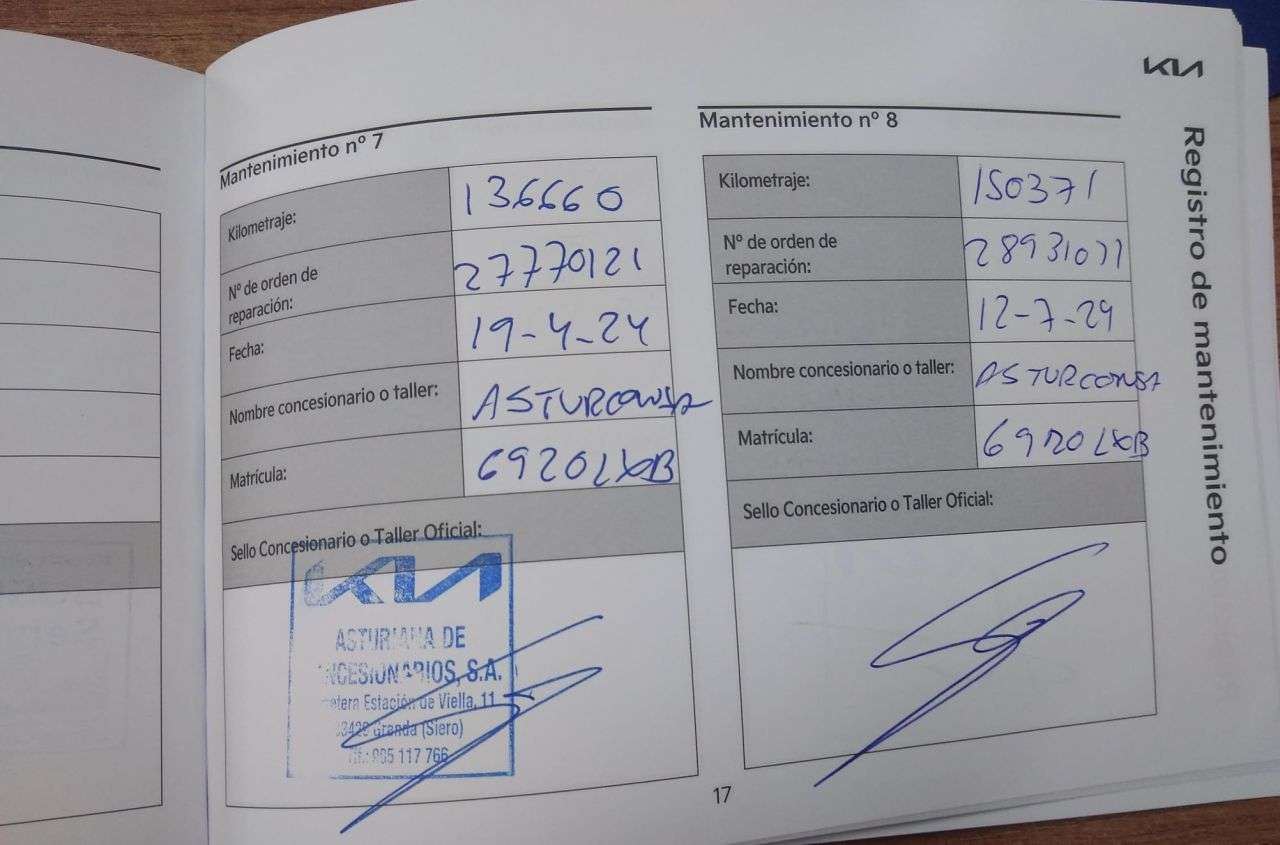 KIA
Registro de mantenimiento
Mantenimiento nº 7
Kilometraje: 136660
Nº de orden de
reparación: 27770121
Fecha: 19-4-24
Nombre concesionario o taller: ASTURCONSA
Matrícula: 6920LXB
Sello Concesionario o Taller Oficial:
KIA
ASTURIANA DE
NCESIONARIOS, S.A.
etera Estación de Viella, 11
Granda (Siero)
117 766
Mantenimiento nº 8
Kilometraje: 150371
Nº de orden de
reparación:
Fecha: 12-7-24
Nombre concesionario o taller: ASTURCONSA
Matrícula: 6920LXB
Sello Concesionario o Taller Oficial:
17